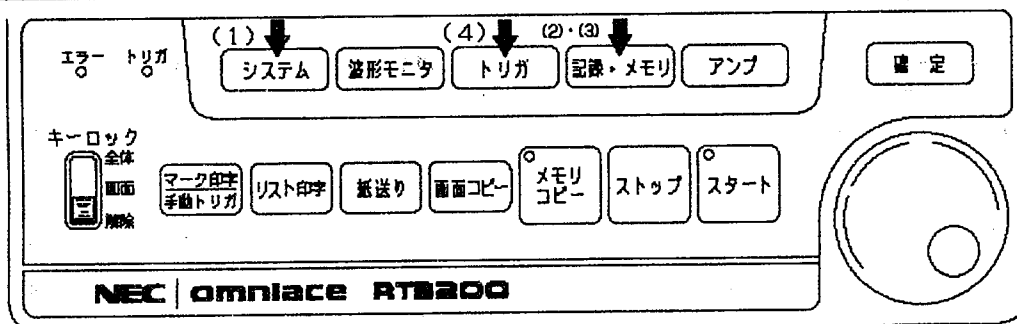 (1) (4) (2)・(3)
エラー トリガ
システム 波形モニタ トリガ 記録・メモリ アンプ 確定
キーロック
全体
画面
解除
マーク印字
手動トリガ
リスト印字 紙送り 画面コピー
メモリ
コピー
ストップ スタート
NEC omniace RT3200